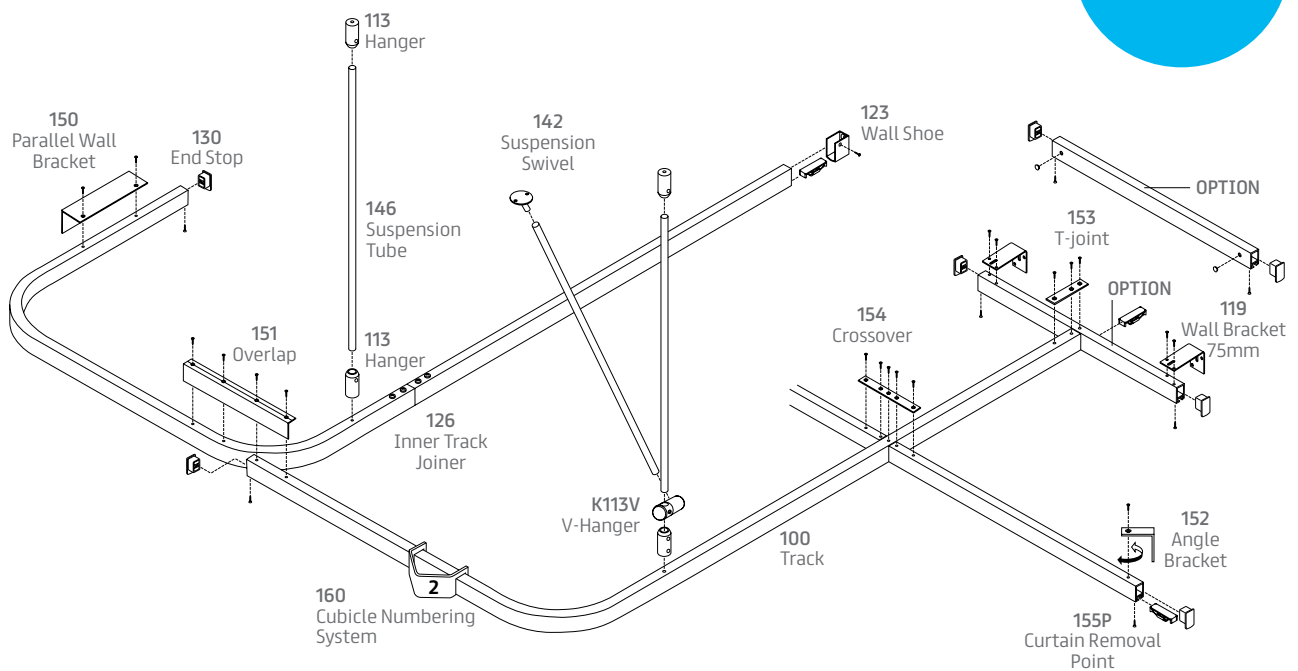 113
Hanger
150
Parallel Wall
Bracket
130
End Stop
142
Suspension
Swivel
123
Wall Shoe
146
Suspension
Tube
OPTION
153
T-joint
OPTION
119
Wall Bracket
75mm
151
Overlap
113
Hanger
154
Crossover
126
Inner Track
Joiner
K113V
V-Hanger
100
Track
152
Angle
Bracket
2
160
Cubicle Numbering
System
155P
Curtain Removal
Point